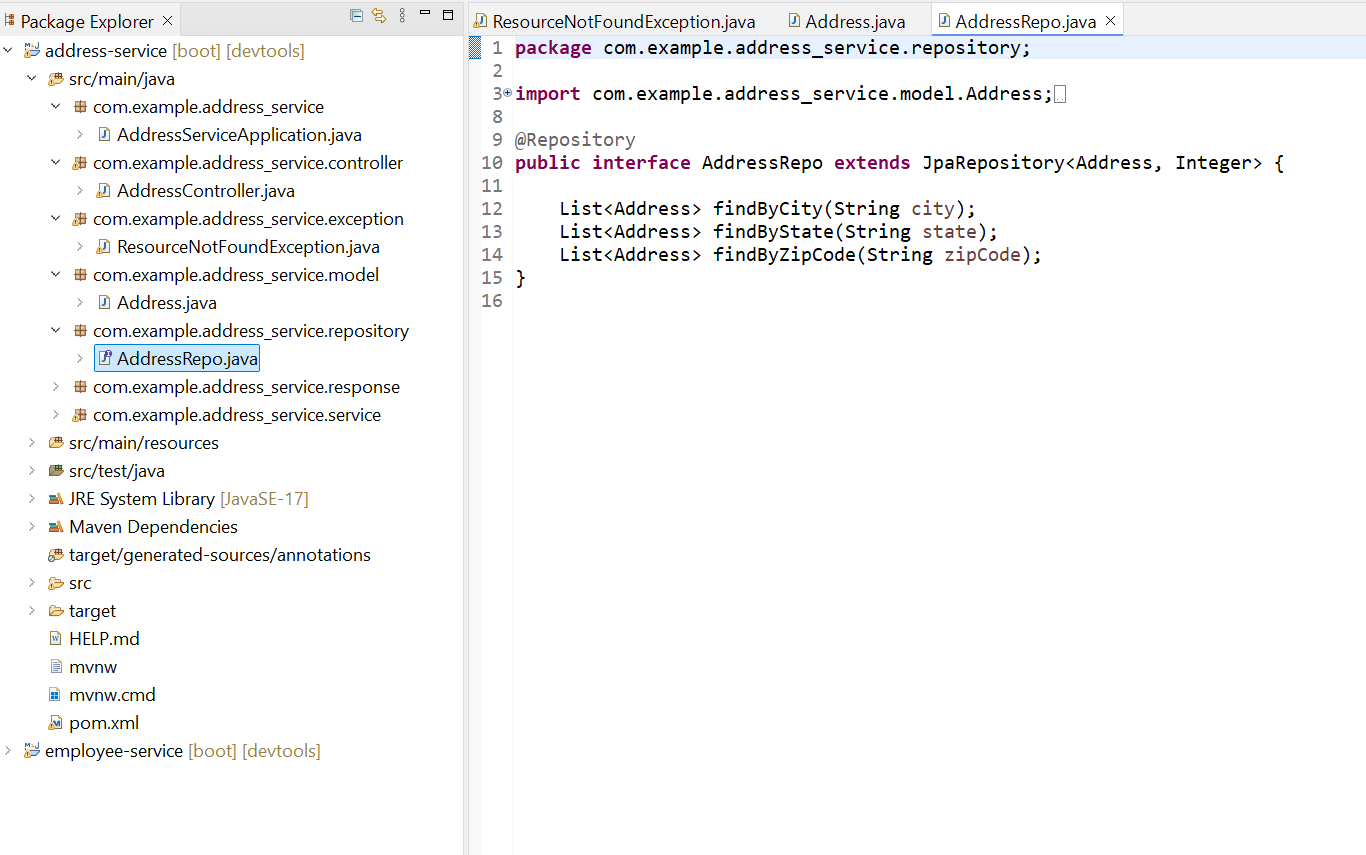 Package Explorer
address-service [boot] [devtools]
src/main/java
com.example.address_service
AddressServiceApplication.java
com.example.address_service.controller
AddressController.java
com.example.address_service.exception
ResourceNotFoundException.java
com.example.address_service.model
Address.java
com.example.address_service.repository
AddressRepo.java
com.example.address_service.response
com.example.address_service.service
src/main/resources
src/test/java
JRE System Library [JavaSE-17]
Maven Dependencies
target/generated-sources/annotations
src
target
HELP.md
mvnw
mvnw.cmd
pom.xml
employee-service [boot] [devtools]
ResourceNotFoundException.java Address.java AddressRepo.java
1 package com.example.address_service.repository;
2
3 import com.example.address_service.model.Address;
8
9 @Repository
10 public interface AddressRepo extends JpaRepository<Address, Integer> {
11
12 List<Address> findByCity(String city);
13 List<Address> findByState(String state);
14 List<Address> findByZipCode(String zipCode);
15 }
16